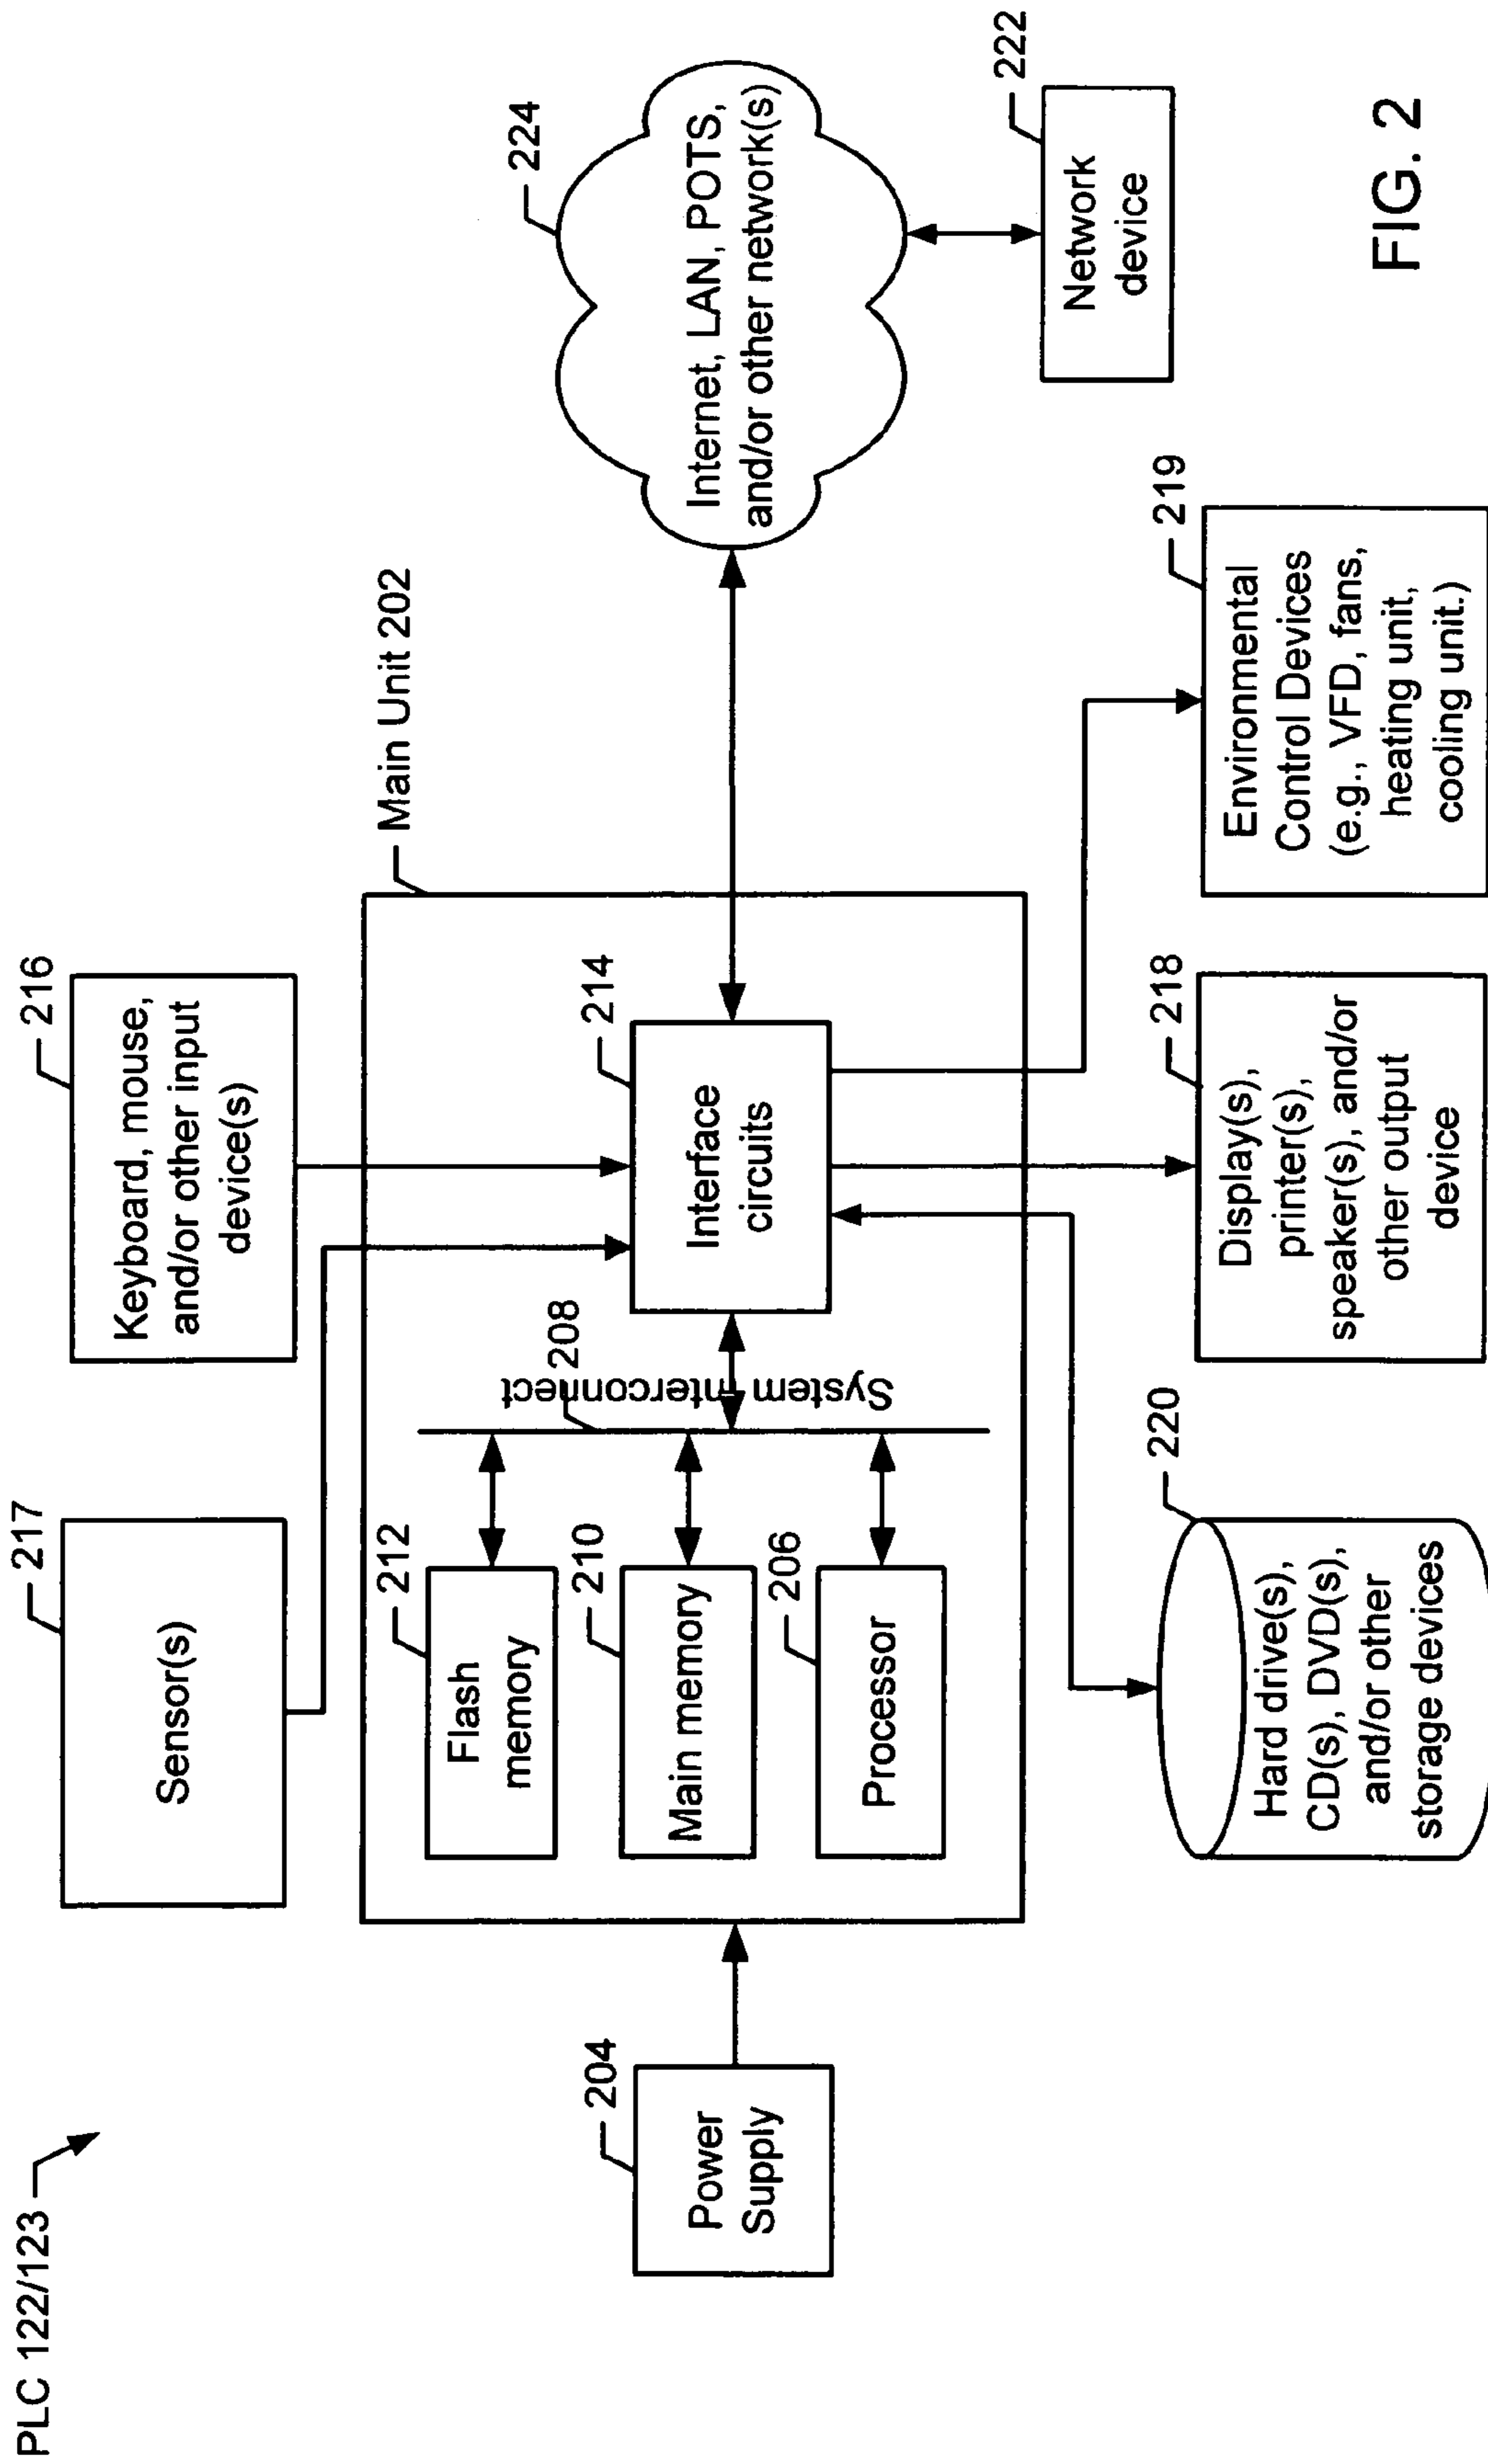 PLC 122/123
217
Sensor(s)
216
Keyboard, mouse,
and/or other input
device(s)
Main Unit 202
204
Power
Supply
212
Flash
memory
210
Main memory
206
Processor
208
System Interconnect
214
Interface
circuits
224
Internet, LAN, POTS,
and/or other network(s)
222
Network
device
220
Hard drive(s),
CD(s), DVD(s),
and/or other
storage devices
218
Display(s),
printer(s),
speaker(s), and/or
other output
device
219
Environmental
Control Devices
(e.g., VFD, fans,
heating unit,
cooling unit.)
FIG. 2